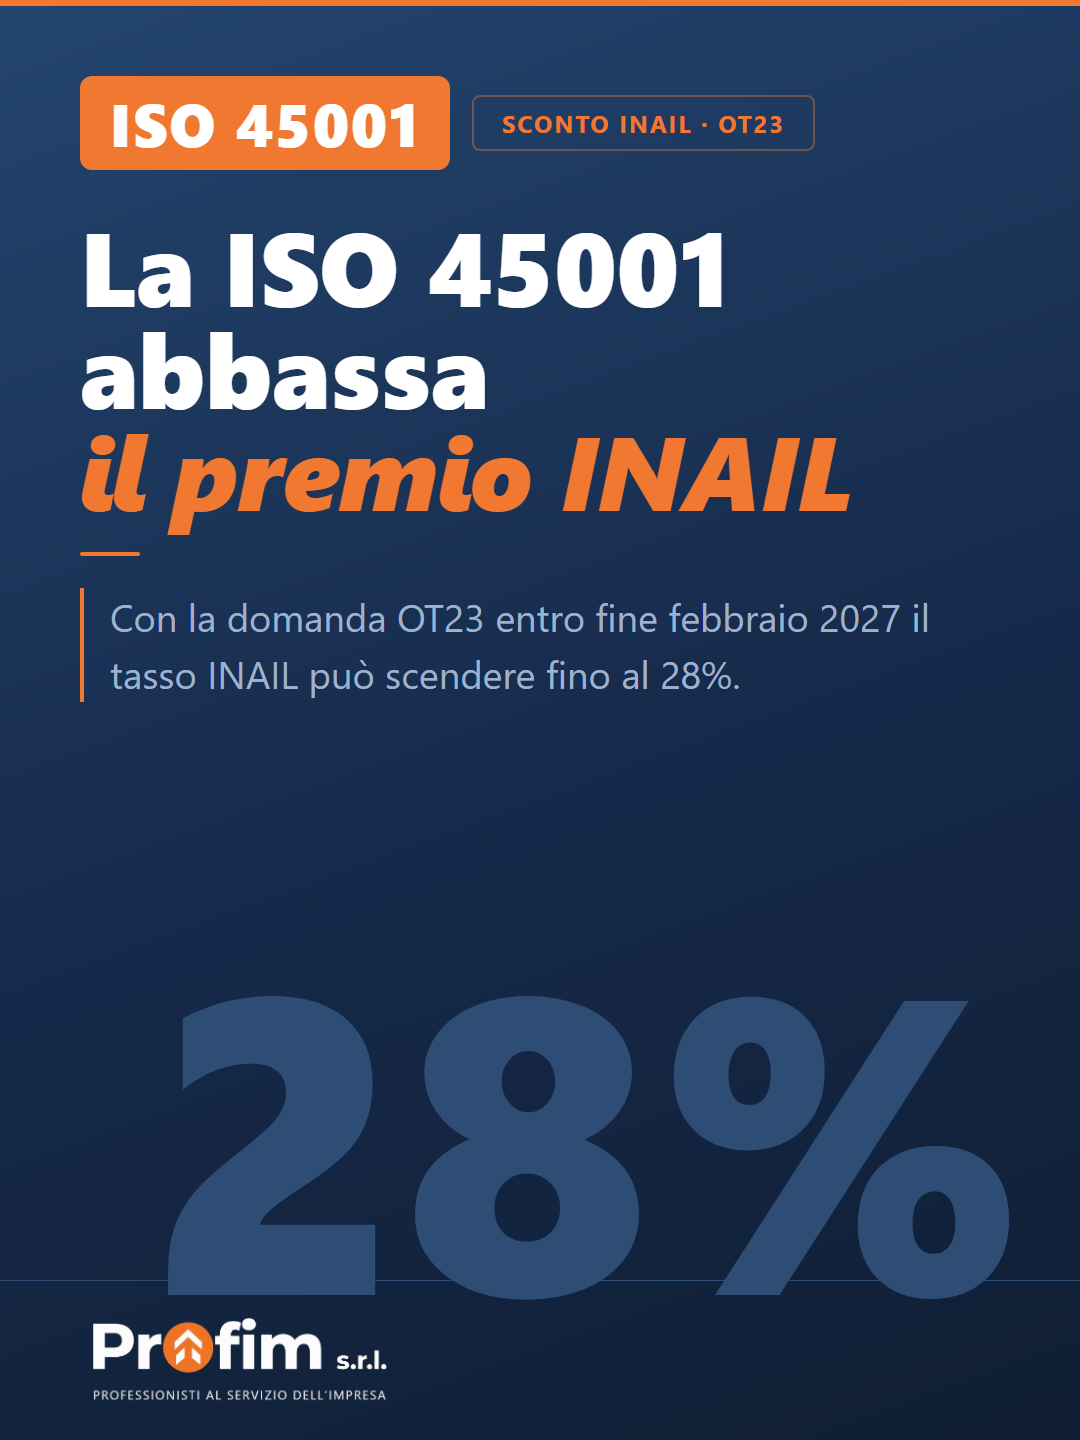 ISO 45001
SCONTO INAIL · OT23
La ISO 45001
abbassa
il premio INAIL
Con la domanda OT23 entro fine febbraio 2027 il
tasso INAIL può scendere fino al 28%.
28%
Profim s.r.l.
PROFESSIONISTI AL SERVIZIO DELL'IMPRESA